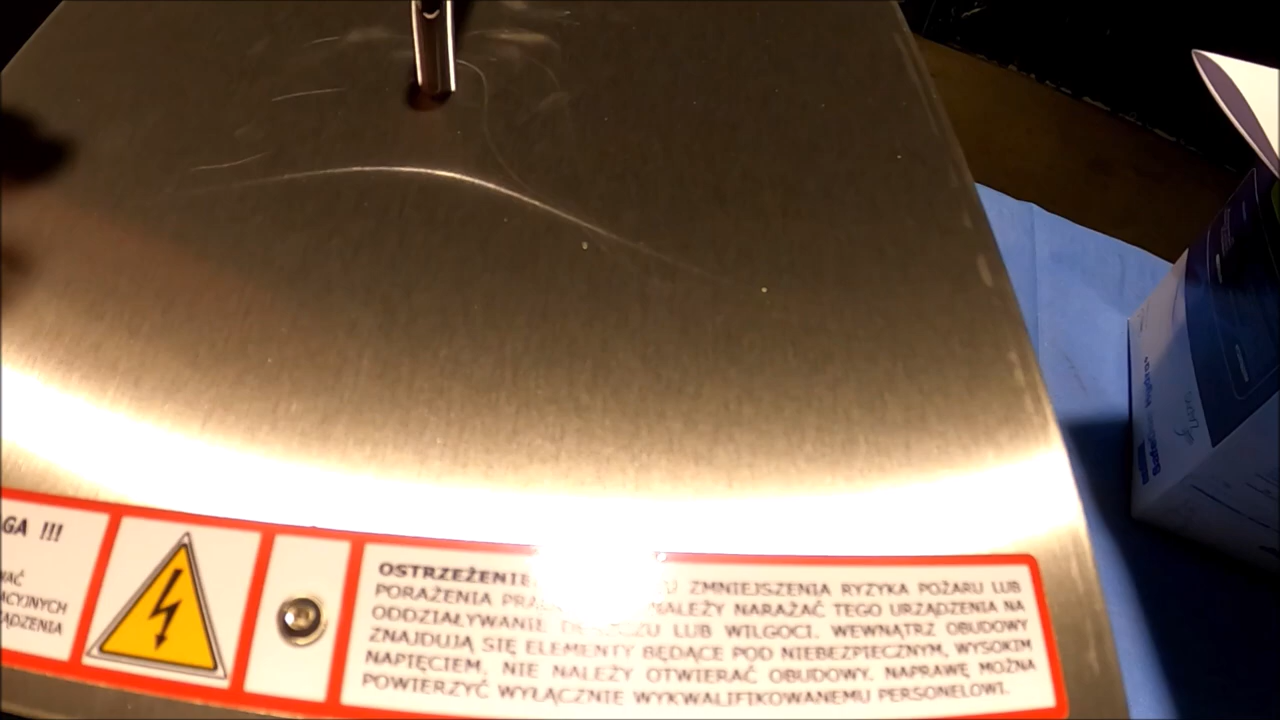 GA !!!
ACYJNYCH
ĄDZENIA
OSTRZEŻENIE
ZMNIEJSZENIA RYZYKA POŻARU LUB
PORAŻENIA NALEŻY NARAŻAĆ TEGO URZĄDZENIA NA
ODDZIAŁYWANIE LUB WILGOCI. WEWNĄTRZ OBUDOWY
ZNAJDUJĄ SIĘ ELEMENTY BĘDĄCE POD NIEBEZPIECZNYM, WYSOKIM
NAPIĘCIEM, NIE NALEŻY OTWIERAĆ OBUDOWY. NAPRAWĘ MOŻNA
POWIERZYĆ WYŁĄCZNIE WYKWALIFIKOWANEMU PERSONELOWI.